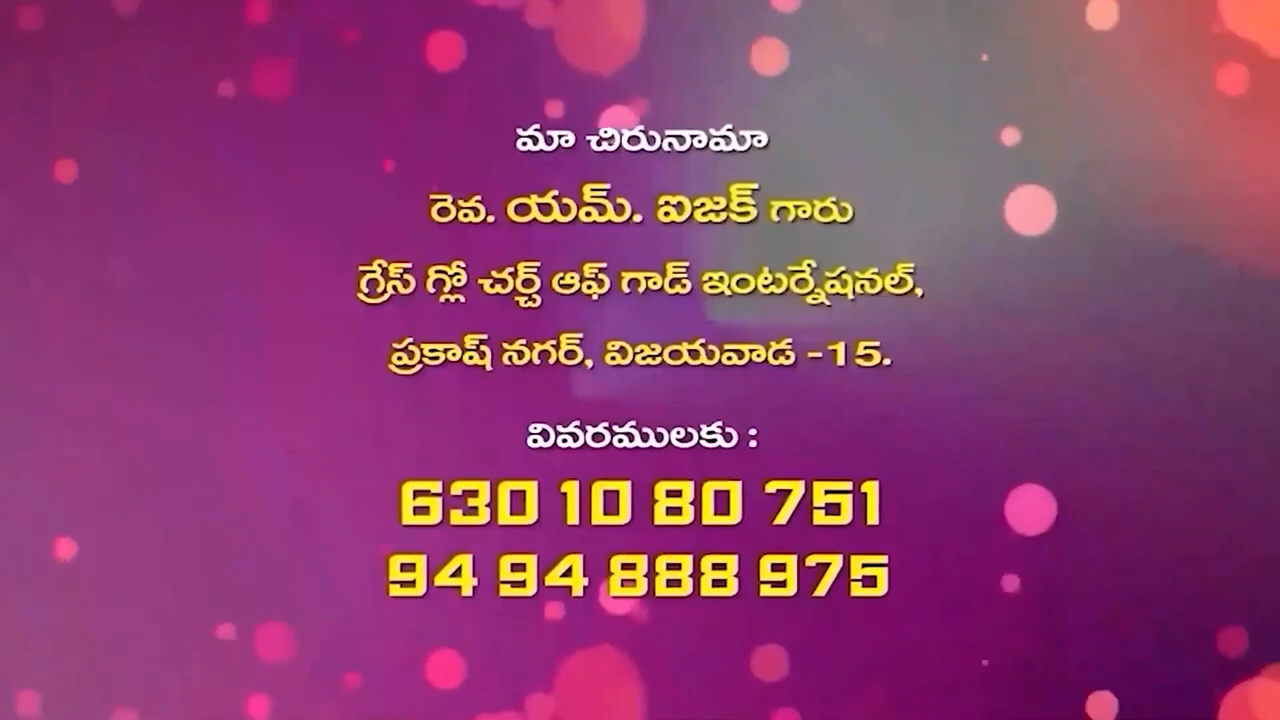 మా చిరునామా
రెవ. యమ్. ఐజక్ గారు
గ్రేస్ గ్లో చర్చ్ ఆఫ్ గాడ్ ఇంటర్నేషనల్,
ప్రకాష్ నగర్, విజయవాడ -15.
వివరములకు :
630 10 80 751
94 94 888 975